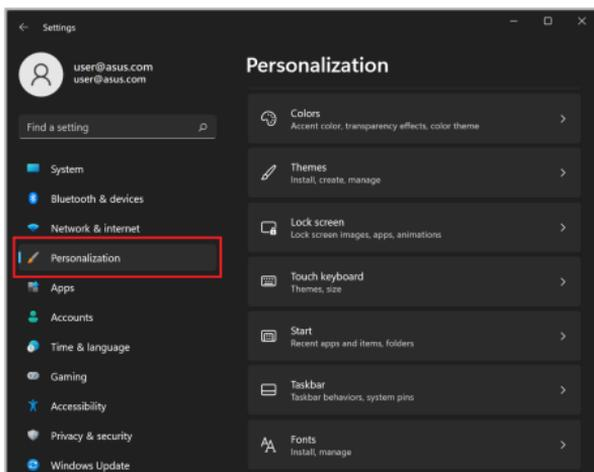 Settings
user@asus.com
user@asus.com
Find a setting
System
Bluetooth & devices
Network & internet
Personalization
Apps
Accounts
Time & language
Gaming
Accessibility
Privacy & security
Windows Update
Personalization
Colors
Accent color, transparency effects, color theme
Themes
Install, create, manage
Lock screen
Lock screen images, apps, animations
Touch keyboard
Themes, size
Start
Recent apps and items, folders
Taskbar
Taskbar behaviors, system pins
Fonts
Install, manage